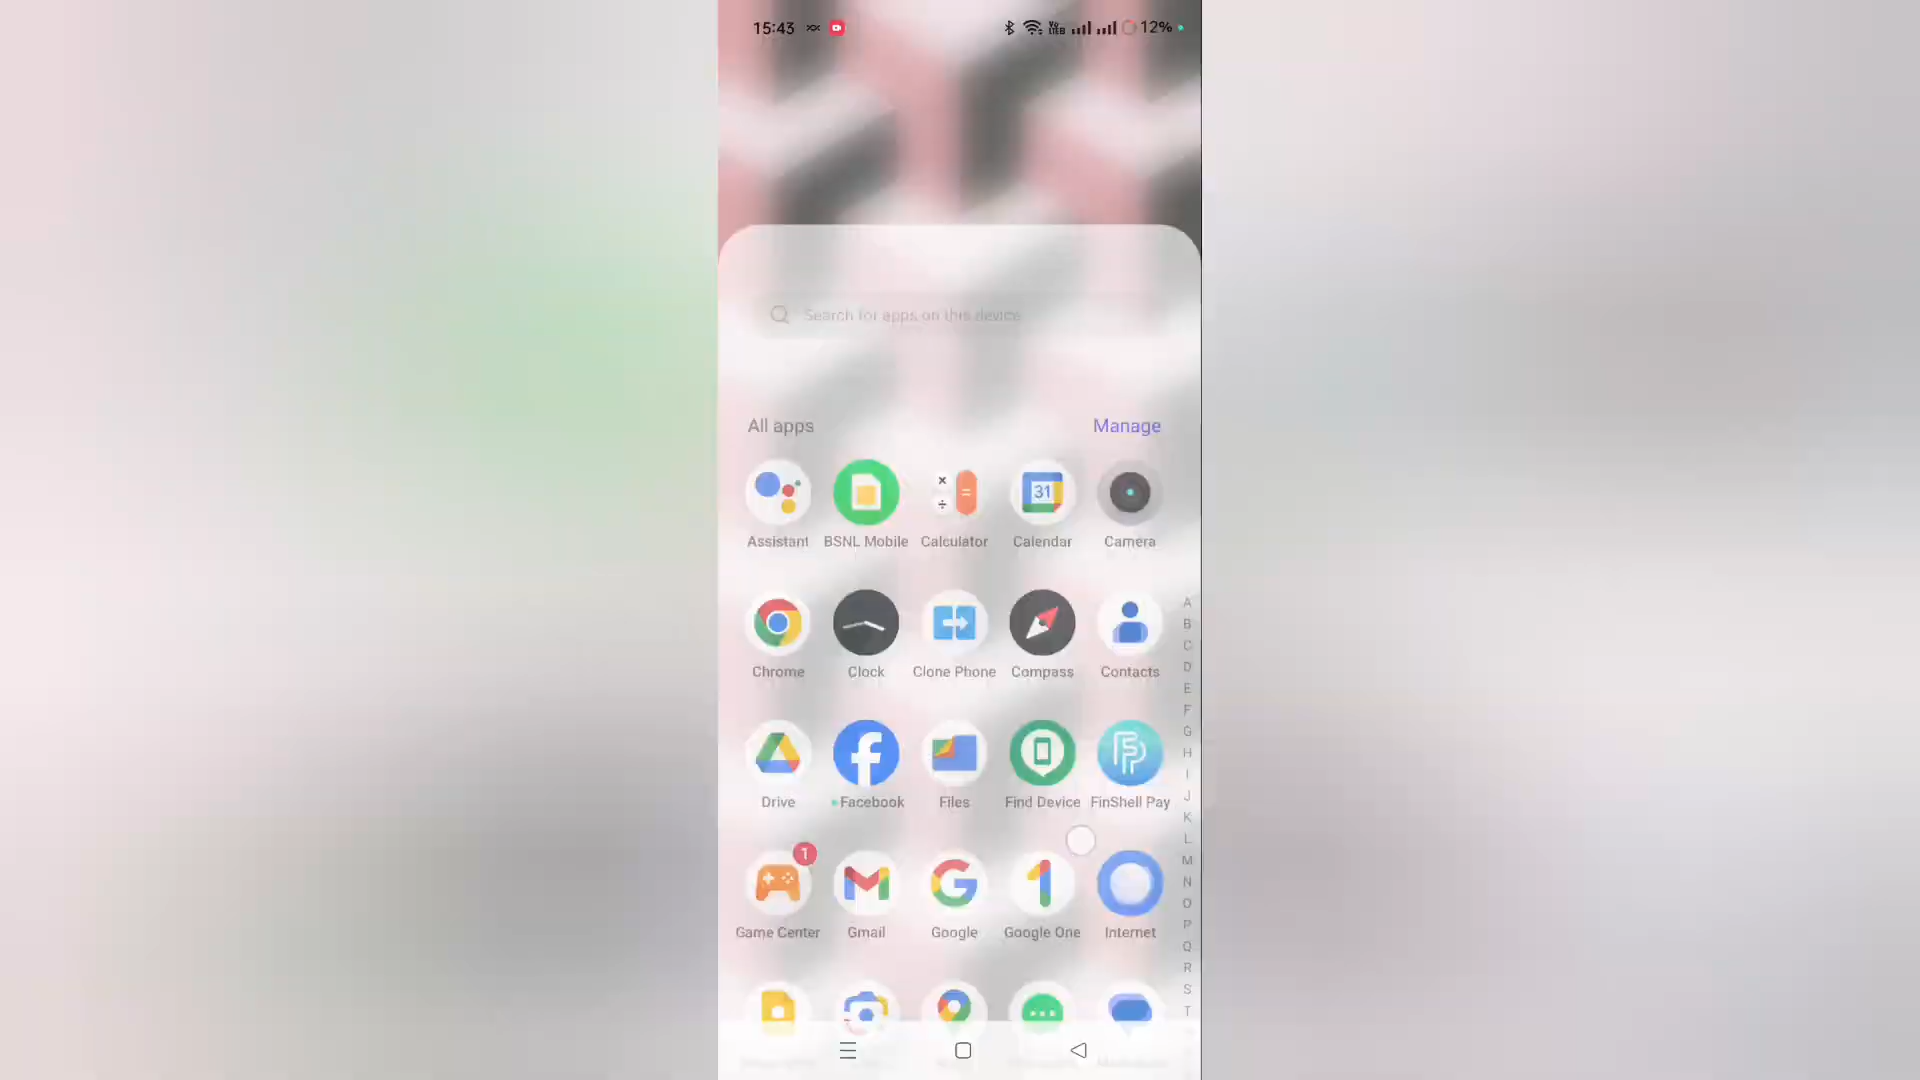 15:43 12%
Search for apps on this device
All apps Manage
31
Assistant BSNL Mobile Calculator Calendar Camera
Chrome Clock Clone Phone Compass Contacts
Drive Facebook Files Find Device FinShell Pay
1
Game Center Gmail Google Google One Internet
A
B
C
D
E
F
G
H
I
J
K
L
M
N
O
P
Q
R
S
T